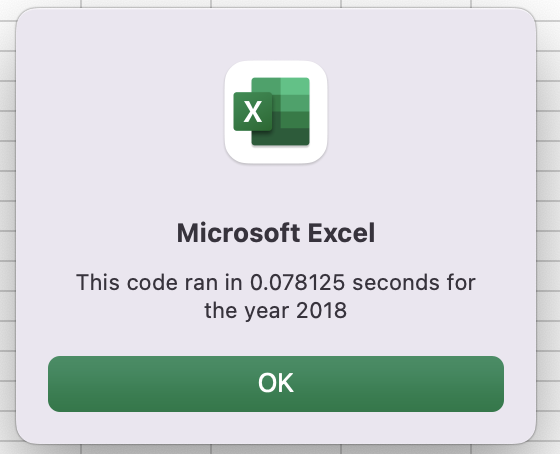 X
Microsoft Excel
This code ran in 0.078125 seconds for
the year 2018
OK